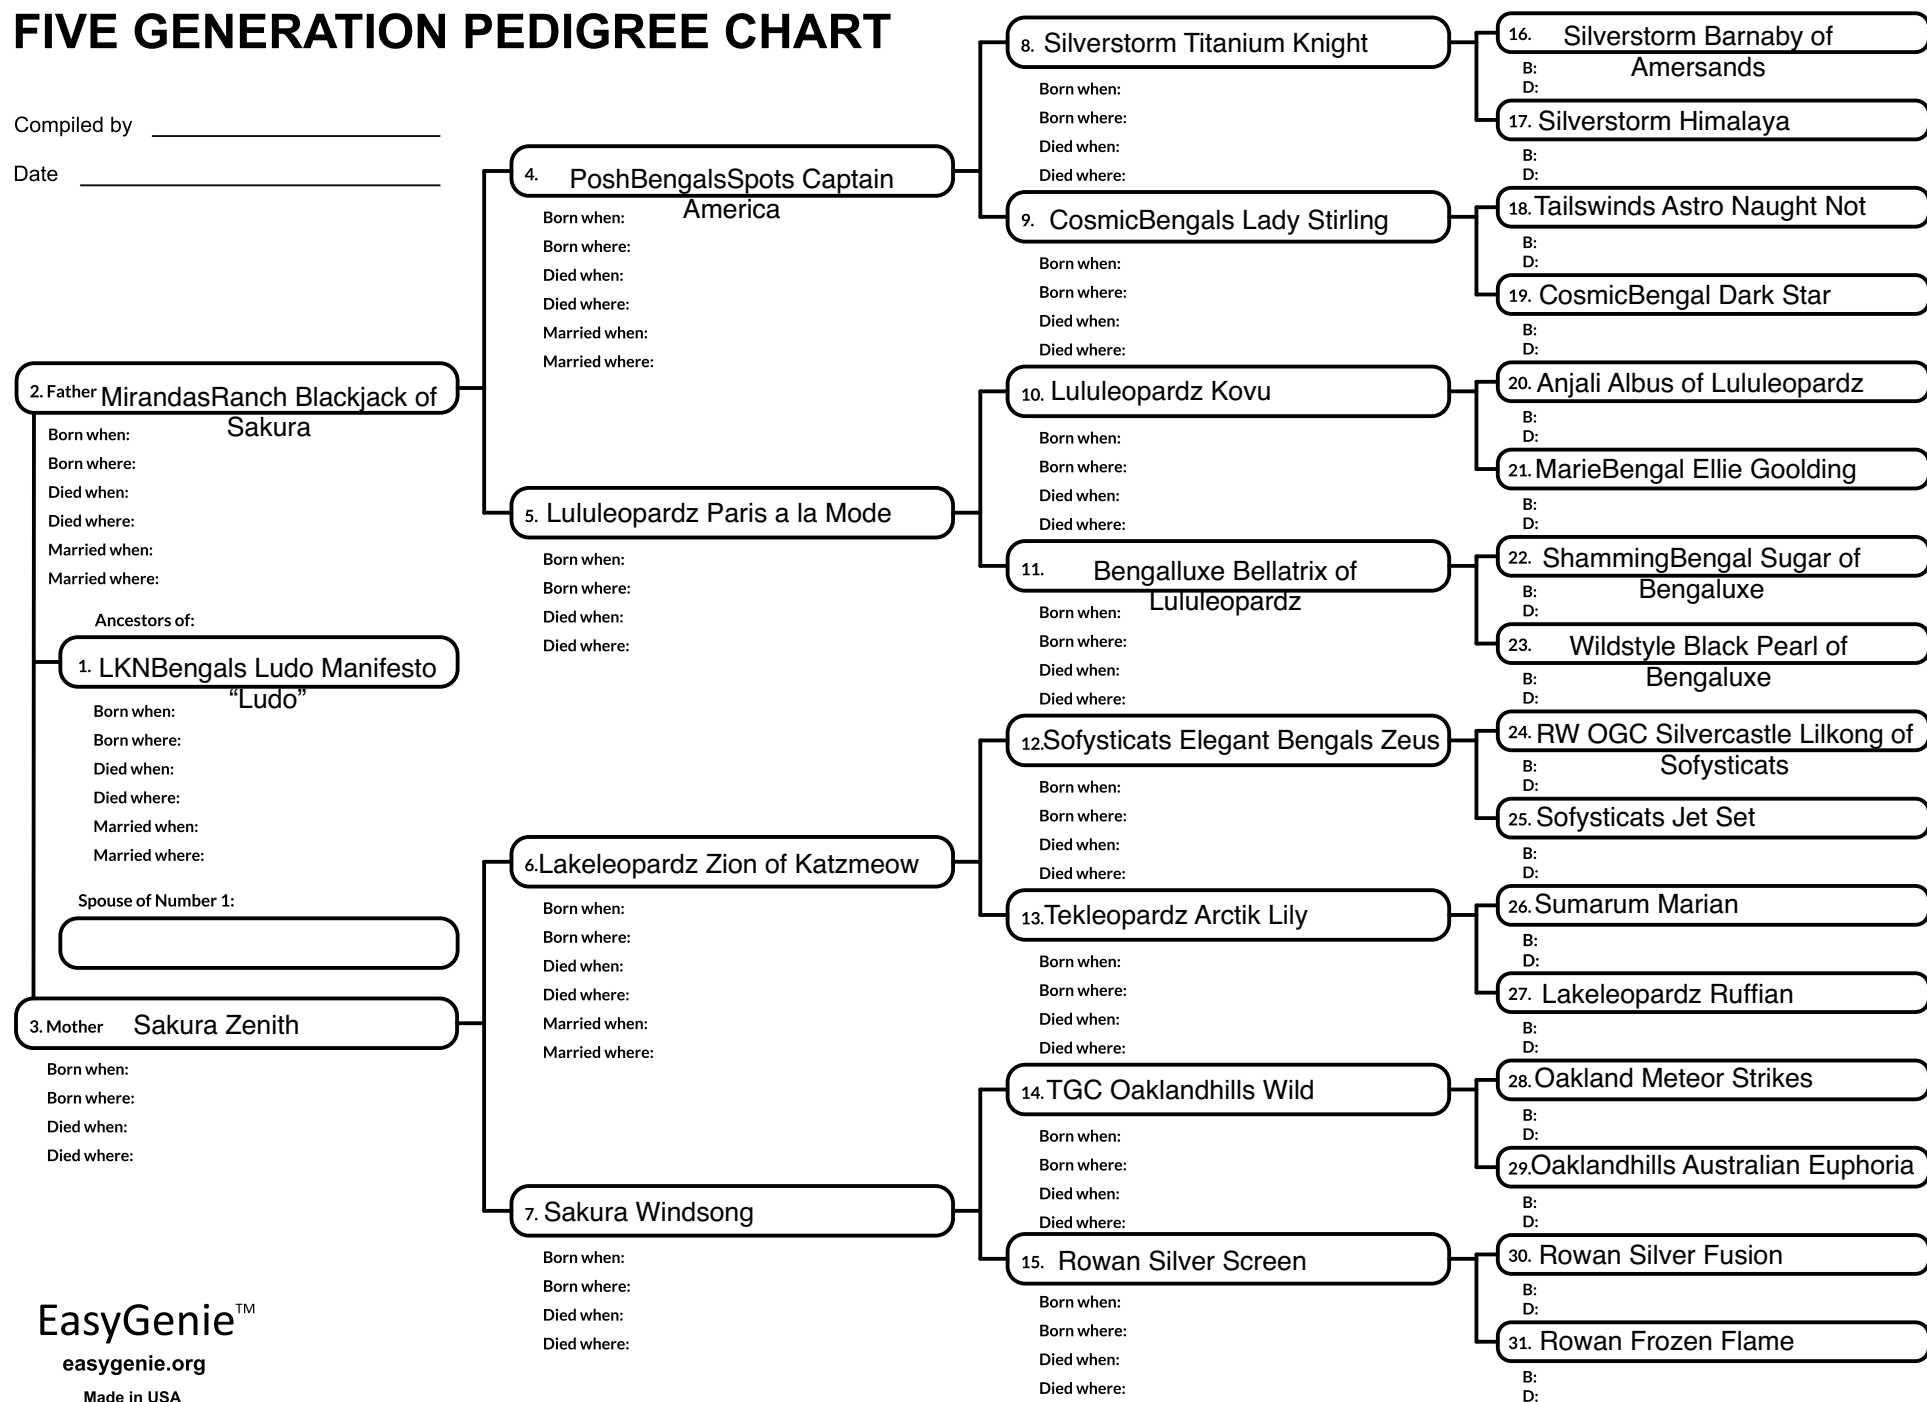 FIVE GENERATION PEDIGREE CHART
Compiled by
Date
2. Father MirandasRanch Blackjack of
Sakura
Born when:
Born where:
Died when:
Died where:
Married when:
Married where:
Ancestors of:
1. LKNBengals Ludo Manifesto
“Ludo”
Born when:
Born where:
Died when:
Died where:
Married when:
Married where:
Spouse of Number 1:
3. Mother Sakura Zenith
Born when:
Born where:
Died when:
Died where:
EasyGenie™
easygenie.org
Made in USA
4. PoshBengalsSpots Captain
America
Born when:
Born where:
Died when:
Died where:
Married when:
Married where:
5. Lululeopardz Paris a la Mode
Born when:
Born where:
Died when:
Died where:
6. Lakeleopardz Zion of Katzmeow
Born when:
Born where:
Died when:
Died where:
Married when:
Married where:
7. Sakura Windsong
Born when:
Born where:
Died when:
Died where:
8. Silverstorm Titanium Knight
Born when:
Born where:
Died when:
Died where:
9. CosmicBengals Lady Stirling
Born when:
Born where:
Died when:
Died where:
10. Lululeopardz Kovu
Born when:
Born where:
Died when:
Died where:
11. Bengalluxe Bellatrix of
Lululeopardz
Born when:
Born where:
Died when:
Died where:
12. Sofysticats Elegant Bengals Zeus
Born when:
Born where:
Died when:
Died where:
13. Tekleopardz Arctik Lily
Born when:
Born where:
Died when:
Died where:
14. TGC Oaklandhills Wild
Born when:
Born where:
Died when:
Died where:
15. Rowan Silver Screen
Born when:
Born where:
Died when:
Died where:
16. Silverstorm Barnaby of
Amersands
B:
D:
17. Silverstorm Himalaya
B:
D:
18. Tailswinds Astro Naught Not
B:
D:
19. CosmicBengal Dark Star
B:
D:
20. Anjali Albus of Lululeopardz
B:
D:
21. MarieBengal Ellie Goolding
B:
D:
22. ShammingBengal Sugar of
Bengaluxe
B:
D:
23. Wildstyle Black Pearl of
Bengaluxe
B:
D:
24. RW OGC Silvercastle Lilkong of
Sofysticats
B:
D:
25. Sofysticats Jet Set
B:
D:
26. Sumarum Marian
B:
D:
27. Lakeleopardz Ruffian
B:
D:
28. Oakland Meteor Strikes
B:
D:
29. Oaklandhills Australian Euphoria
B:
D:
30. Rowan Silver Fusion
B:
D:
31. Rowan Frozen Flame
B:
D: